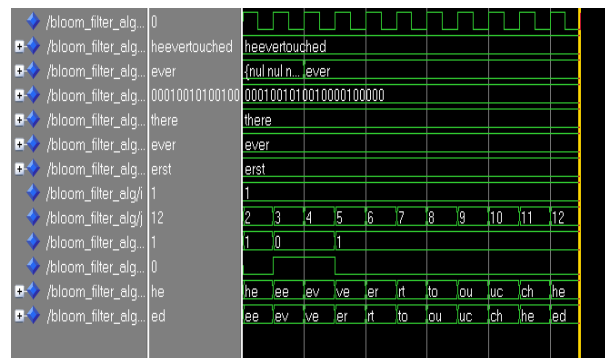 /bloom_filter_alg... 0
/bloom_filter_alg... heevertouched heevertouched
/bloom_filter_alg... ever {nul nul n... ever
/bloom_filter_alg... 00010010100100 0001001010010000100000
/bloom_filter_alg... there there
/bloom_filter_alg... ever ever
/bloom_filter_alg... erst erst
/bloom_filter_alg/i 1 1
/bloom_filter_alg/j 12 2 3 4 5 6 7 8 9 10 11 12
/bloom_filter_alg... 1 1 0 1
/bloom_filter_alg... 0
/bloom_filter_alg... he he ee ev ve er rt to ou uc ch he
/bloom_filter_alg... ed ee ev ve er rt to ou uc ch he ed